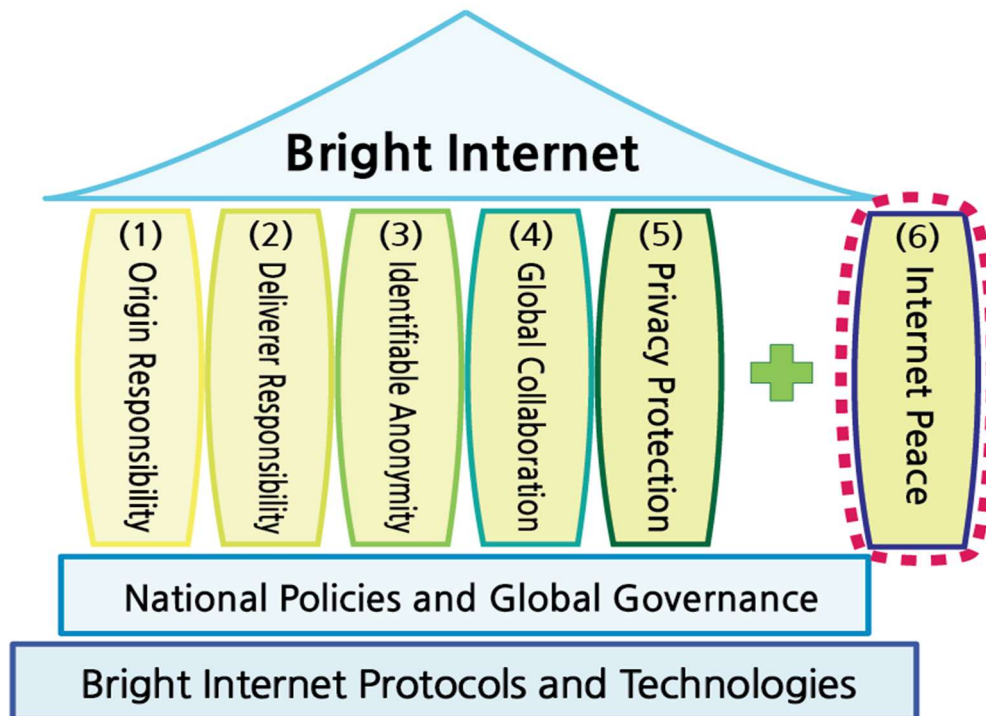 Bright Internet
(1) Origin Responsibility
(2) Deliverer Responsibility
(3) Identifiable Anonymity
(4) Global Collaboration
(5) Privacy Protection
(6) Internet Peace
National Policies and Global Governance
Bright Internet Protocols and Technologies